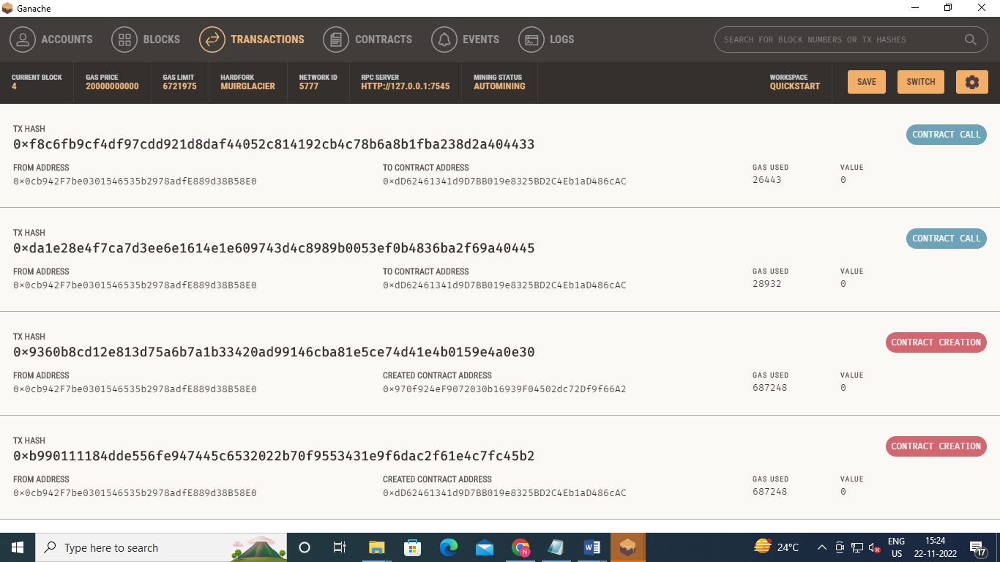 Ganache
ACCOUNTS BLOCKS TRANSACTIONS CONTRACTS EVENTS LOGS SEARCH FOR BLOCK NUMBERS OR TX HASHES
CURRENT BLOCK GAS PRICE GAS LIMIT HARDFORK NETWORK ID RPC SERVER MINING STATUS WORKSPACE
4 20000000000 6721975 MUIRGLACIER 5777 HTTP://127.0.0.1:7545 AUTOMINING QUICKSTART SAVE SWITCH
TX HASH
0×f8c6fb9cf4df97cdd921d8daf44052c814192cb4c78b6a8b1fba238d2a404433 CONTRACT CALL
FROM ADDRESS TO CONTRACT ADDRESS GAS USED VALUE
0×0cb942F7be0301546535b2978adfE889d38B58E0 0×dD62461341d9D7BB019e8325BD2C4Eb1aD486cAC 26443 0
TX HASH
0×da1e28e4f7ca7d3ee6e1614e1e609743d4c8989b0053ef0b4836ba2f69a40445 CONTRACT CALL
FROM ADDRESS TO CONTRACT ADDRESS GAS USED VALUE
0×0cb942F7be0301546535b2978adfE889d38B58E0 0×dD62461341d9D7BB019e8325BD2C4Eb1aD486cAC 28932 0
TX HASH
0×9360b8cd12e813d75a6b7a1b33420ad99146cba81e5ce74d41e4b0159e4a0e30 CONTRACT CREATION
FROM ADDRESS CREATED CONTRACT ADDRESS GAS USED VALUE
0×0cb942F7be0301546535b2978adfE889d38B58E0 0×970f924eF9072030b16939F04502dc72Df9f66A2 687248 0
TX HASH
0×b990111184dde556fe947445c6532022b70f9553431e9f6dac2f61e4c7fc45b2 CONTRACT CREATION
FROM ADDRESS CREATED CONTRACT ADDRESS GAS USED VALUE
0×0cb942F7be0301546535b2978adfE889d38B58E0 0×dD62461341d9D7BB019e8325BD2C4Eb1aD486cAC 687248 0
Type here to search N W 24°C ENG 15:24
US 22-11-2022 17